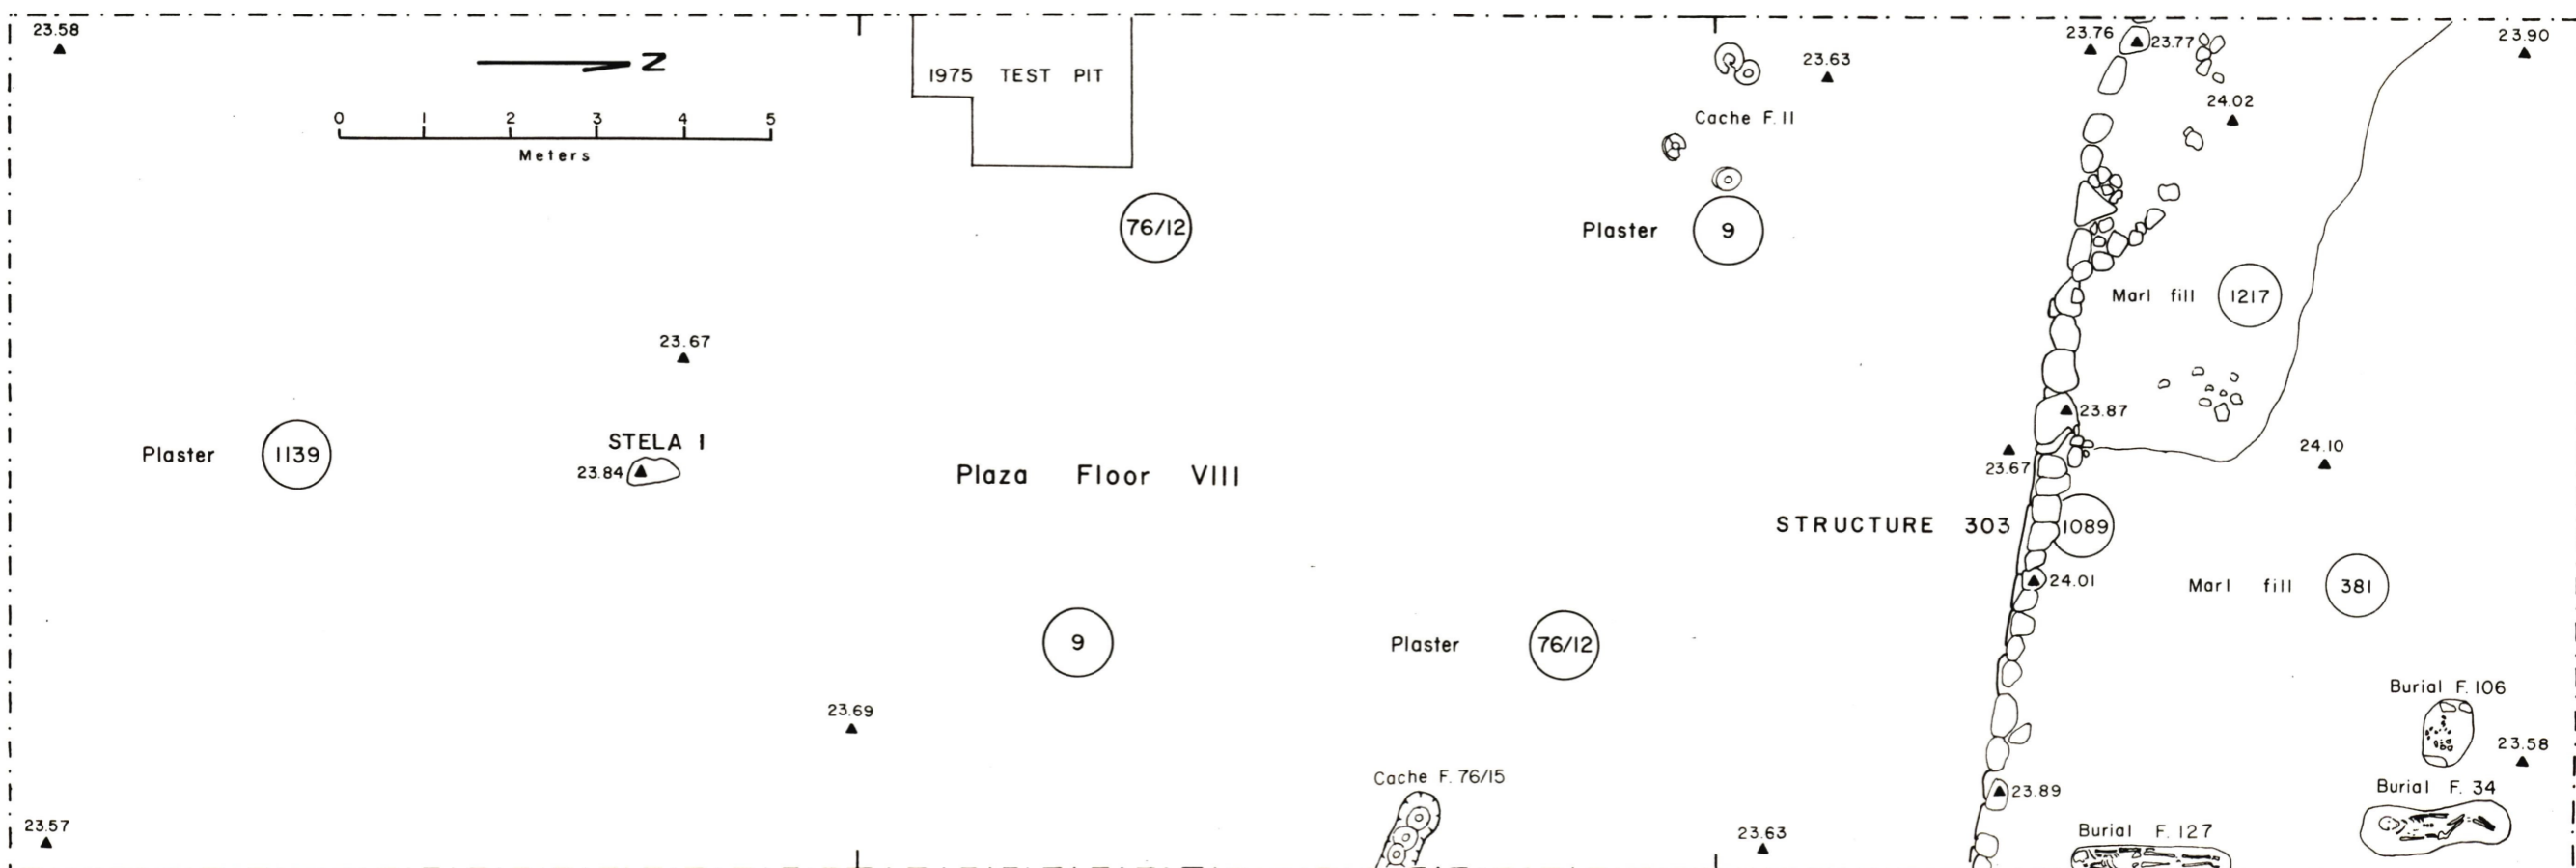 23.58
N
0 1 2 3 4 5
Meters
1975 TEST PIT
76/12
Cache F. 11
23.63
Plaster 9
23.76
23.77
23.90
24.02
Marl fill 1217
23.67
STELA 1
23.84
Plaster 1139
Plaza Floor VIII
23.87
23.67
24.10
STRUCTURE 303 1089
24.01
Marl fill 381
9
Plaster 76/12
23.69
Burial F. 106
23.58
Cache F. 76/15
23.89
Burial F. 34
23.57
23.63
Burial F. 127